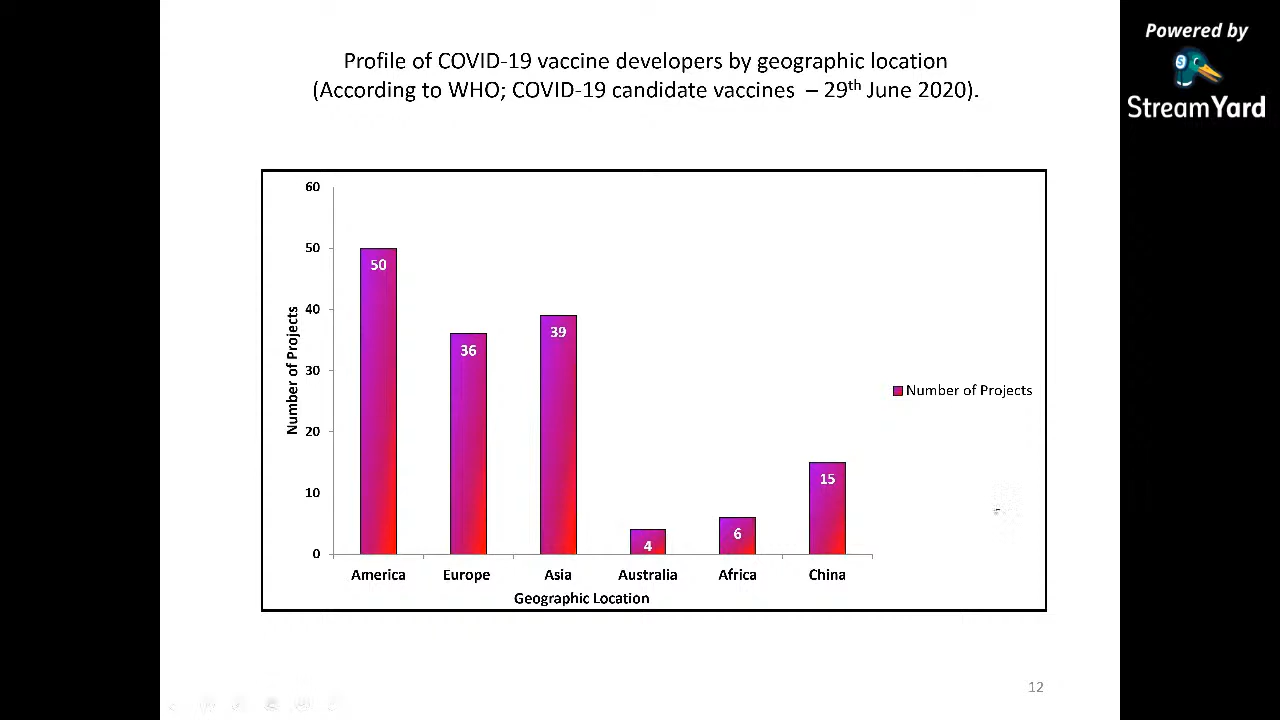 Powered by
StreamYard
Profile of COVID-19 vaccine developers by geographic location
(According to WHO; COVID-19 candidate vaccines – 29th June 2020).
60
50
40
30
20
10
0
Number of Projects
50
36
39
4
6
15
America Europe Asia Australia Africa China
Geographic Location
Number of Projects
12